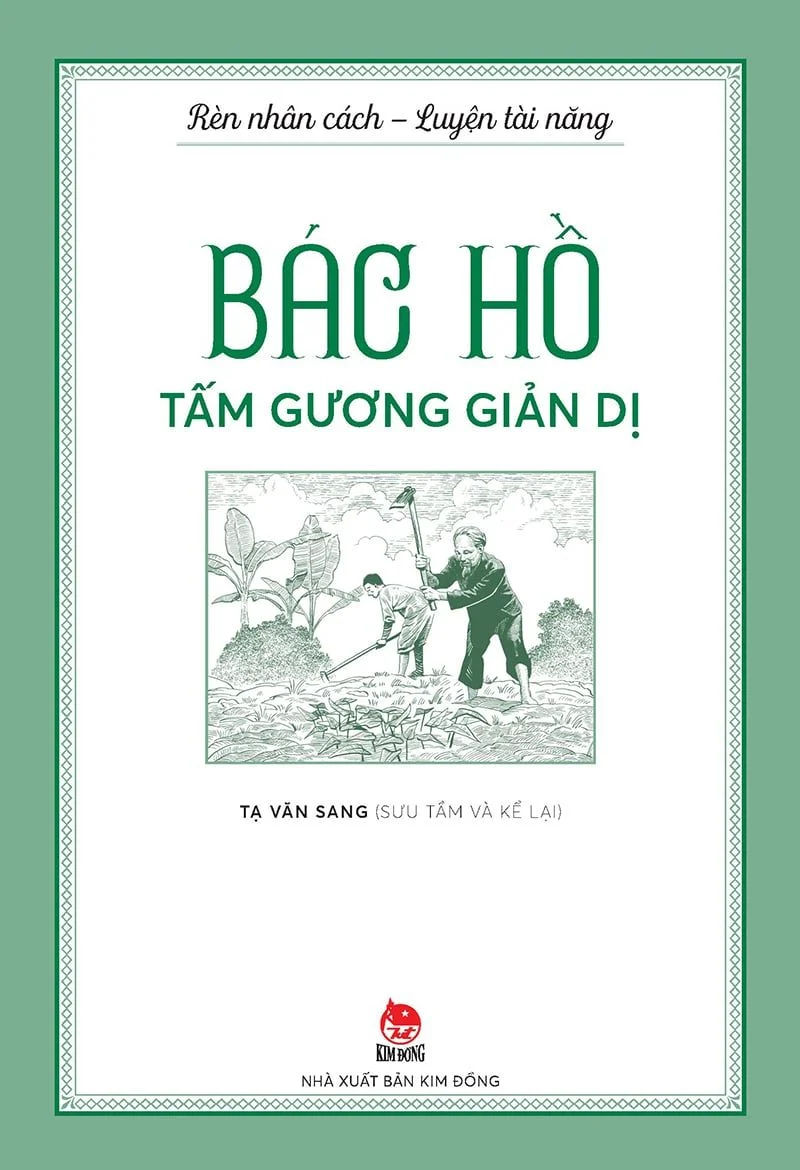 Rèn nhân cách – Luyện tài năng
BÁC HỒ
TẤM GƯƠNG GIẢN DỊ
TẠ VĂN SANG (SƯU TẦM VÀ KỂ LẠI)
KIM ĐỒNG
NHÀ XUẤT BẢN KIM ĐỒNG